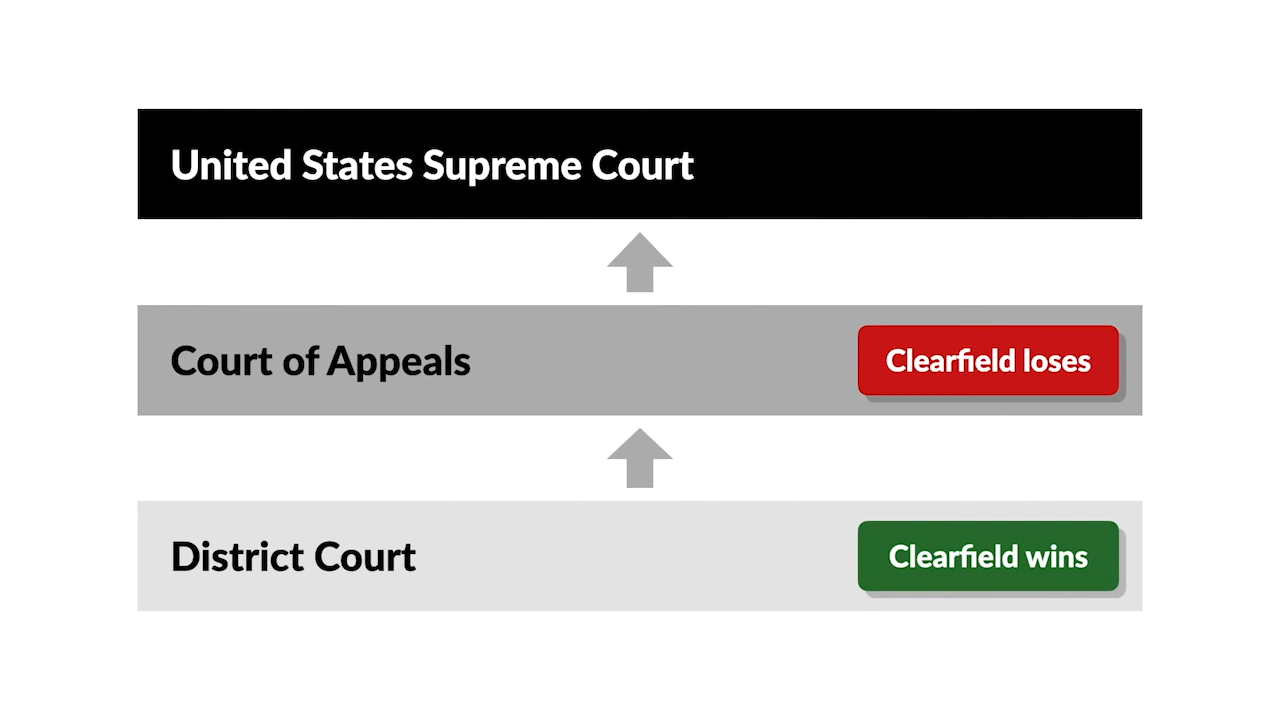 United States Supreme Court
Court of Appeals
Clearfield loses
District Court
Clearfield wins